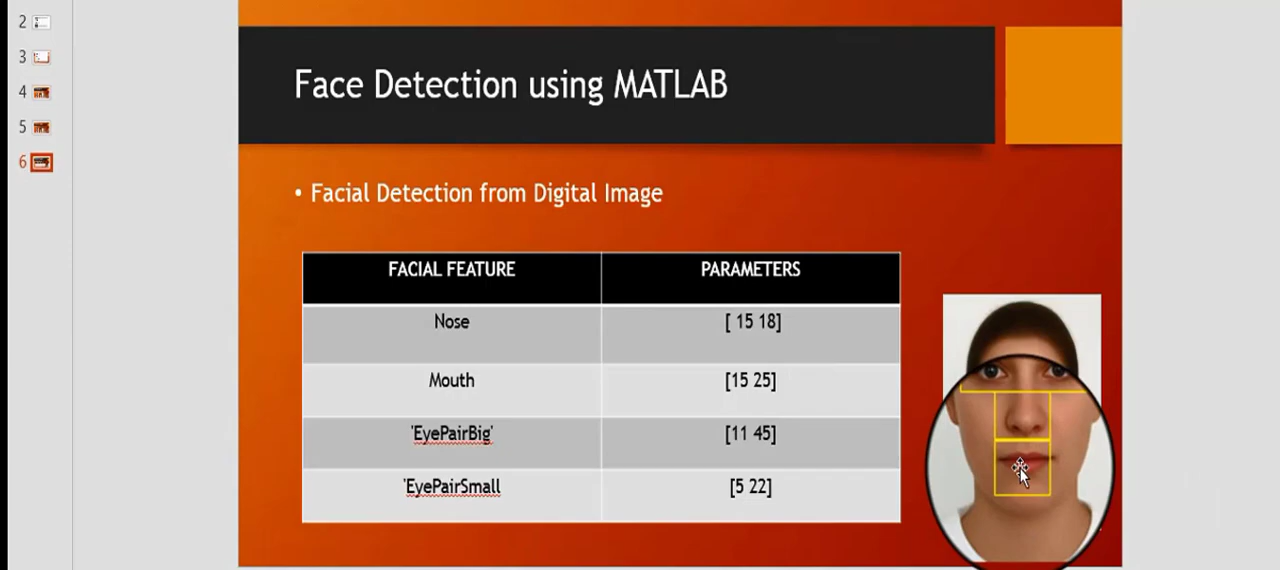 2
3
4
5
6
Face Detection using MATLAB
• Facial Detection from Digital Image
FACIAL FEATURE PARAMETERS
Nose [ 15 18]
Mouth [15 25]
'EyePairBig' [11 45]
'EyePairSmall [5 22]